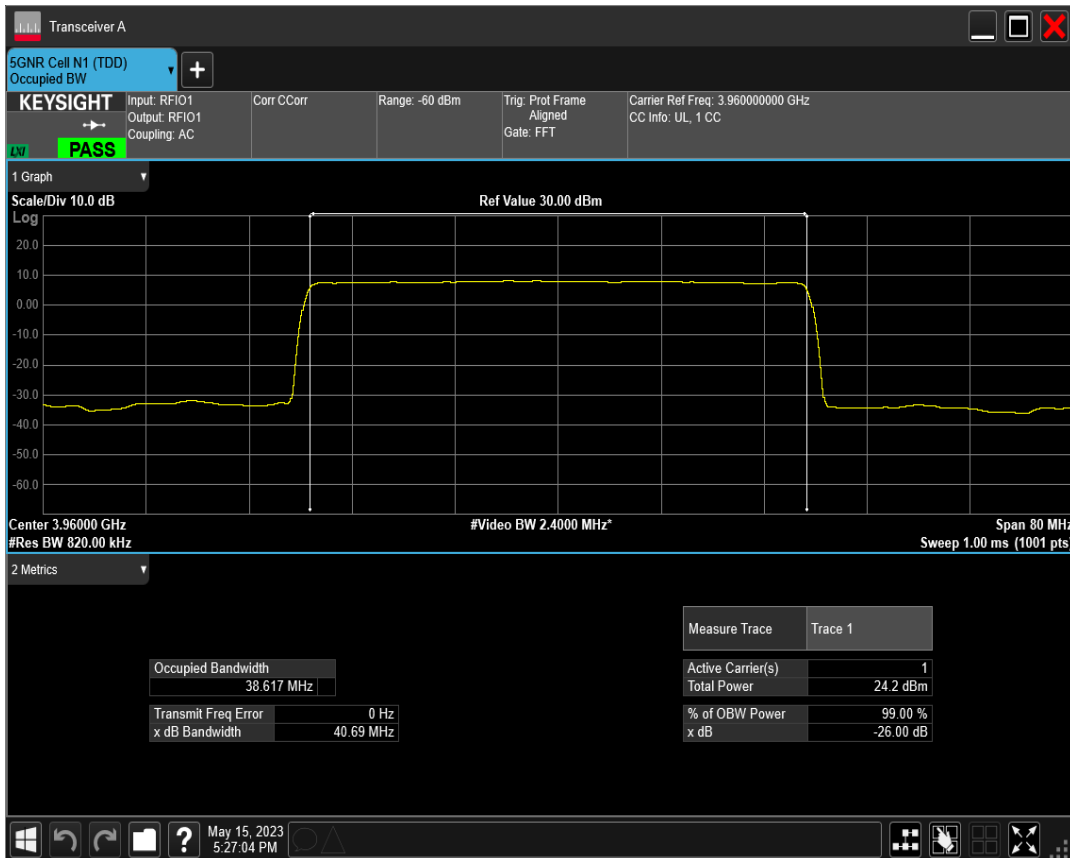 Transceiver A
5GNR Cell N1 (TDD)
Occupied BW
KEYSIGHT
LXI
PASS
Input: RFIO1
Output: RFIO1
Coupling: AC
Corr CCorr
Range: -60 dBm
Trig: Prot Frame
Aligned
Gate: FFT
Carrier Ref Freq: 3.960000000 GHz
CC Info: UL, 1 CC
1 Graph
Scale/Div 10.0 dB
Ref Value 30.00 dBm
Log
20.0
10.0
0.00
-10.0
-20.0
-30.0
-40.0
-50.0
-60.0
Center 3.96000 GHz
#Video BW 2.4000 MHz*
Span 80 MHz
#Res BW 820.00 kHz
Sweep 1.00 ms (1001 pts)
2 Metrics
Measure Trace Trace 1
Occupied Bandwidth
38.617 MHz
Transmit Freq Error 0 Hz
x dB Bandwidth 40.69 MHz
Active Carrier(s) 1
Total Power 24.2 dBm
% of OBW Power 99.00 %
x dB -26.00 dB
?
May 15, 2023
5:27:04 PM